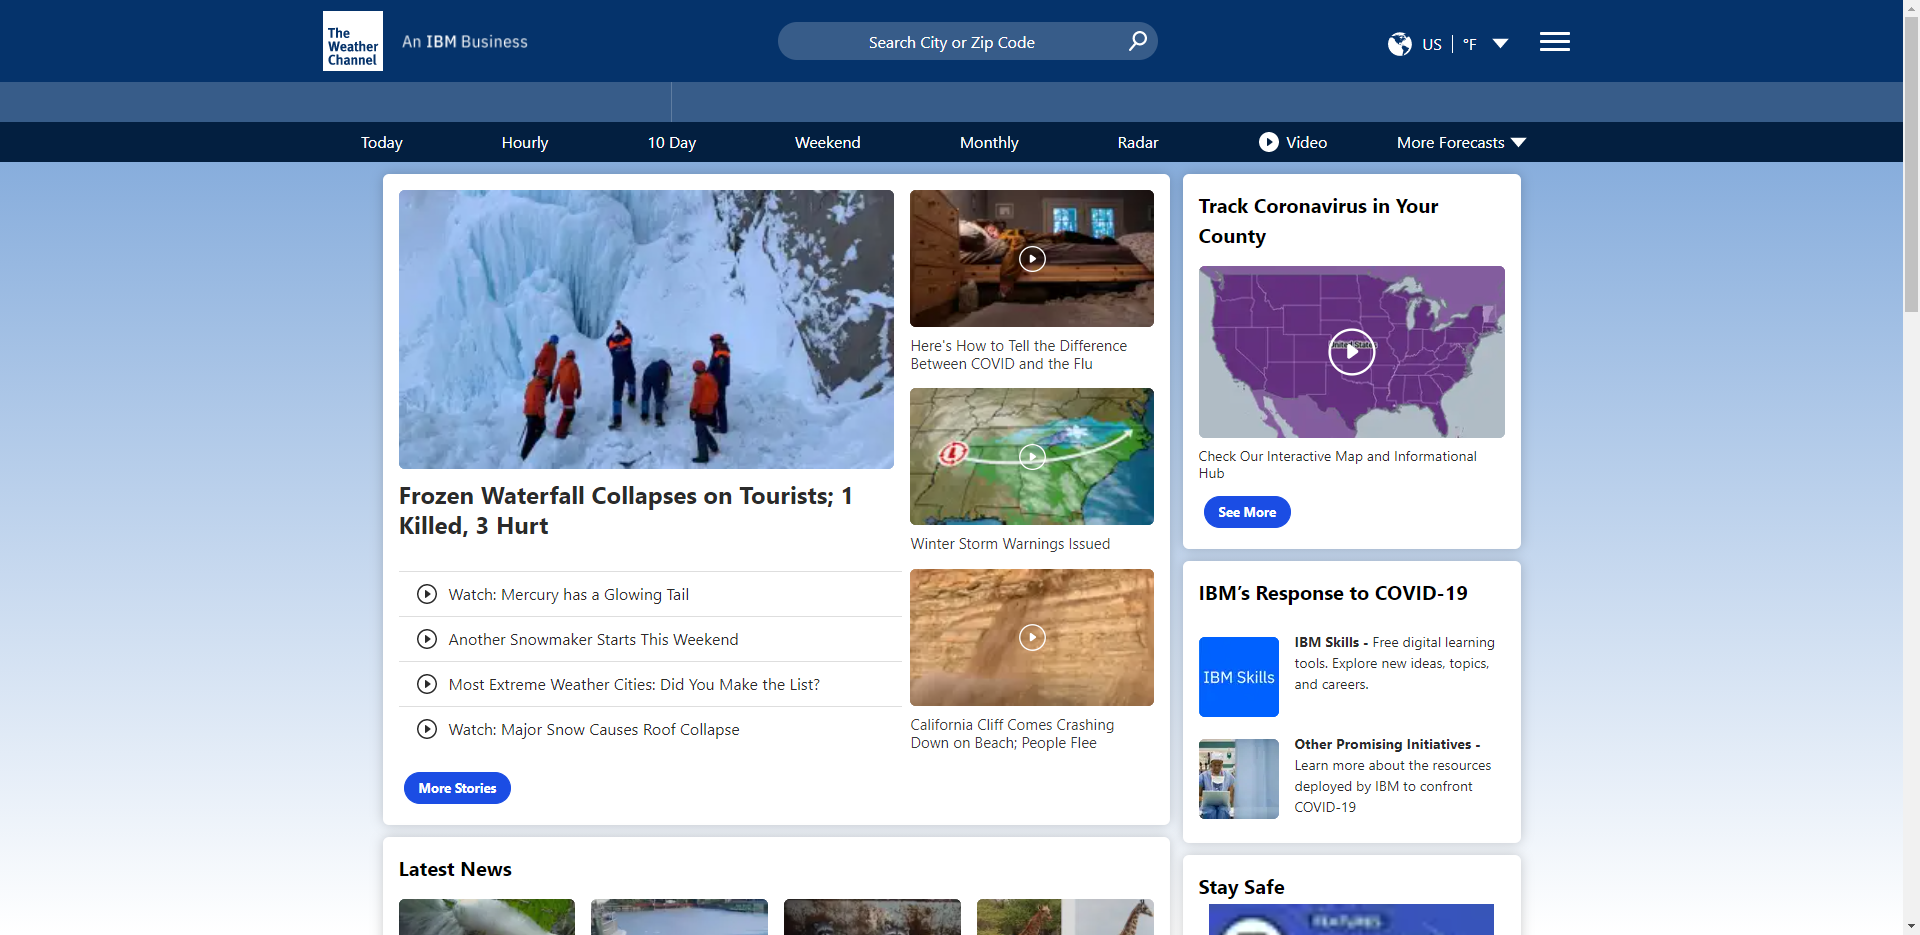 The
Weather
Channel
An IBM Business
Search City or Zip Code
US
°F
Today
Hourly
10 Day
Weekend
Monthly
Radar
Video
More Forecasts
Frozen Waterfall Collapses on Tourists; 1
Killed, 3 Hurt
Watch: Mercury has a Glowing Tail
Another Snowmaker Starts This Weekend
Most Extreme Weather Cities: Did You Make the List?
Watch: Major Snow Causes Roof Collapse
More Stories
Here's How to Tell the Difference
Between COVID and the Flu
L
Winter Storm Warnings Issued
California Cliff Comes Crashing
Down on Beach; People Flee
Track Coronavirus in Your
County
United States
Check Our Interactive Map and Informational
Hub
See More
IBM's Response to COVID-19
IBM Skills
IBM Skills - Free digital learning
tools. Explore new ideas, topics,
and careers.
Other Promising Initiatives -
Learn more about the resources
deployed by IBM to confront
COVID-19
Latest News
Stay Safe
FEATURES